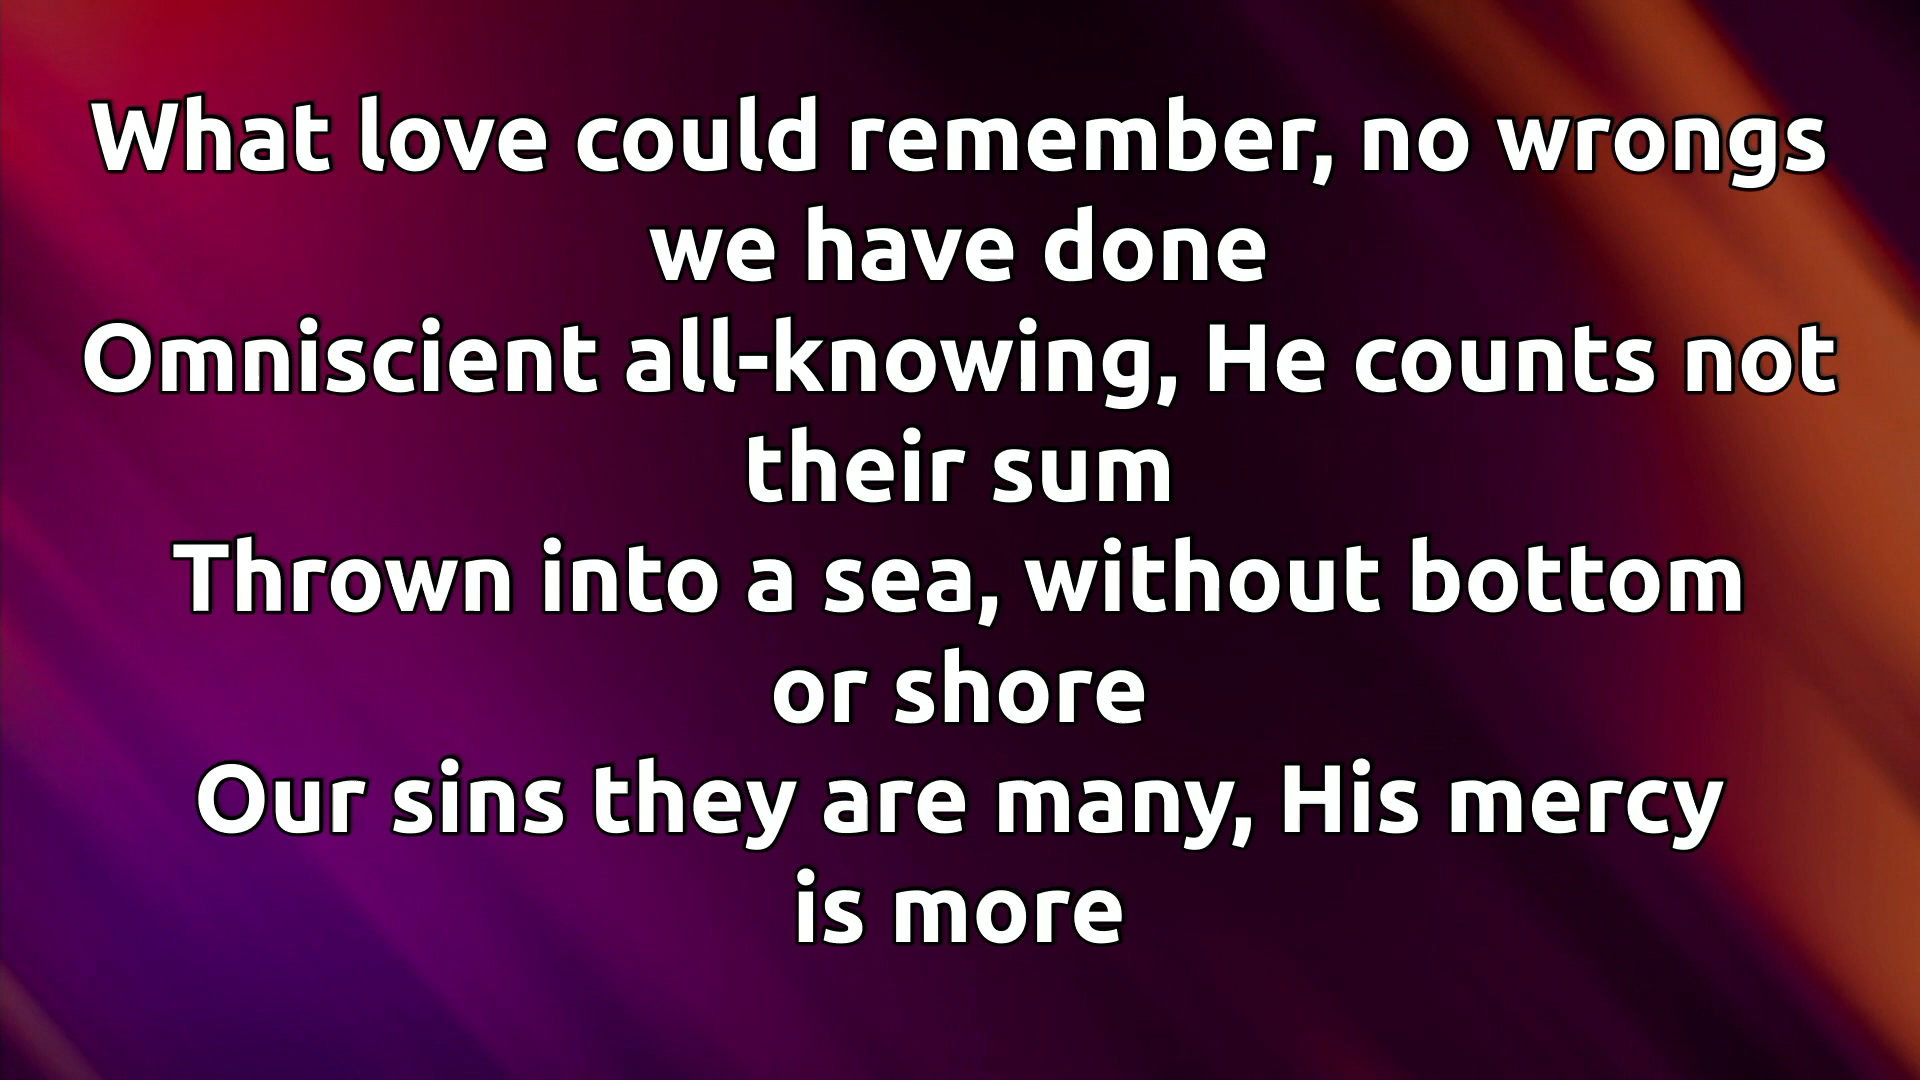 What love could remember, no wrongs
we have done
Omniscient all-knowing, He counts not
their sum
Thrown into a sea, without bottom
or shore
Our sins they are many, His mercy
is more